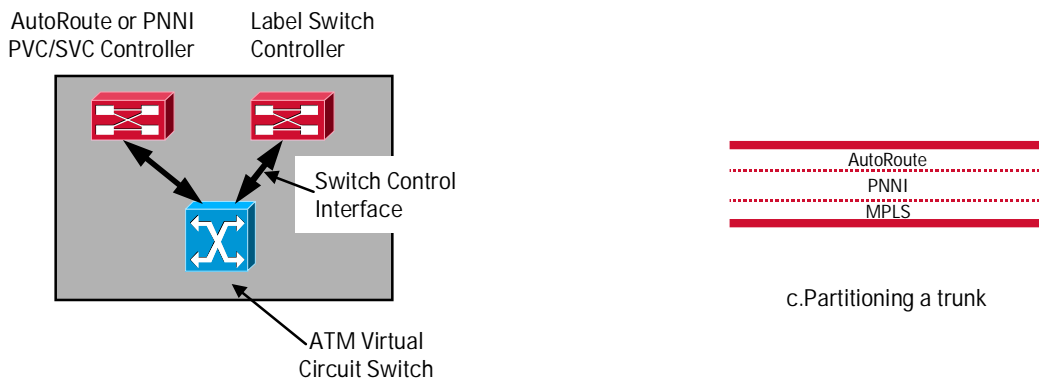 AutoRoute or PNNI
PVC/SVC Controller
Label Switch
Controller
Switch Control
Interface
ATM Virtual
Circuit Switch
AutoRoute
PNNI
MPLS
c.Partitioning a trunk